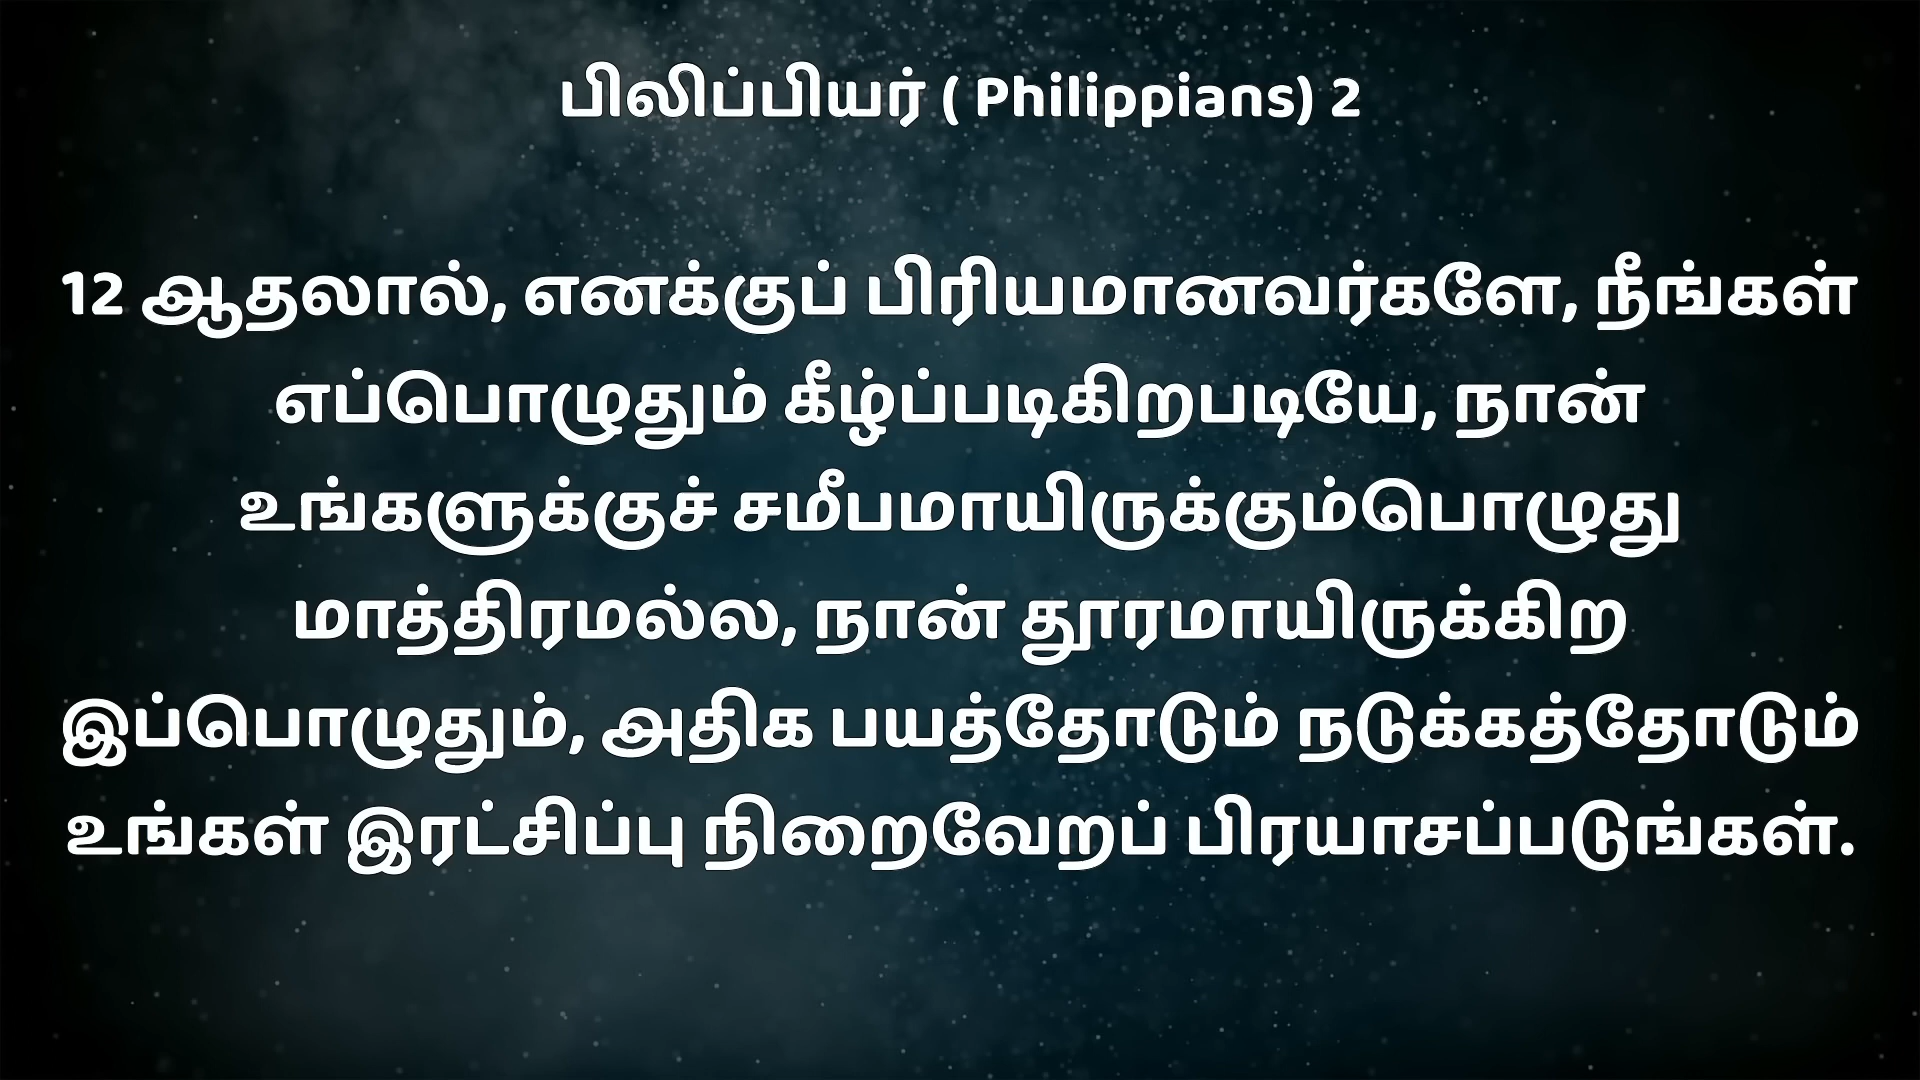 பிலிப்பியர் ( Philippians) 2
12 ஆதலால், எனக்குப் பிரியமானவர்களே, நீங்கள்
எப்பொழுதும் கீழ்ப்படிகிறபடியே, நான்
உங்களுக்குச் சமீபமாயிருக்கும்பொழுது
மாத்திரமல்ல, நான் தூரமாயிருக்கிற
இப்பொழுதும், அதிக பயத்தோடும் நடுக்கத்தோடும்
உங்கள் இரட்சிப்பு நிறைவேறப் பிரயாசப்படுங்கள்.